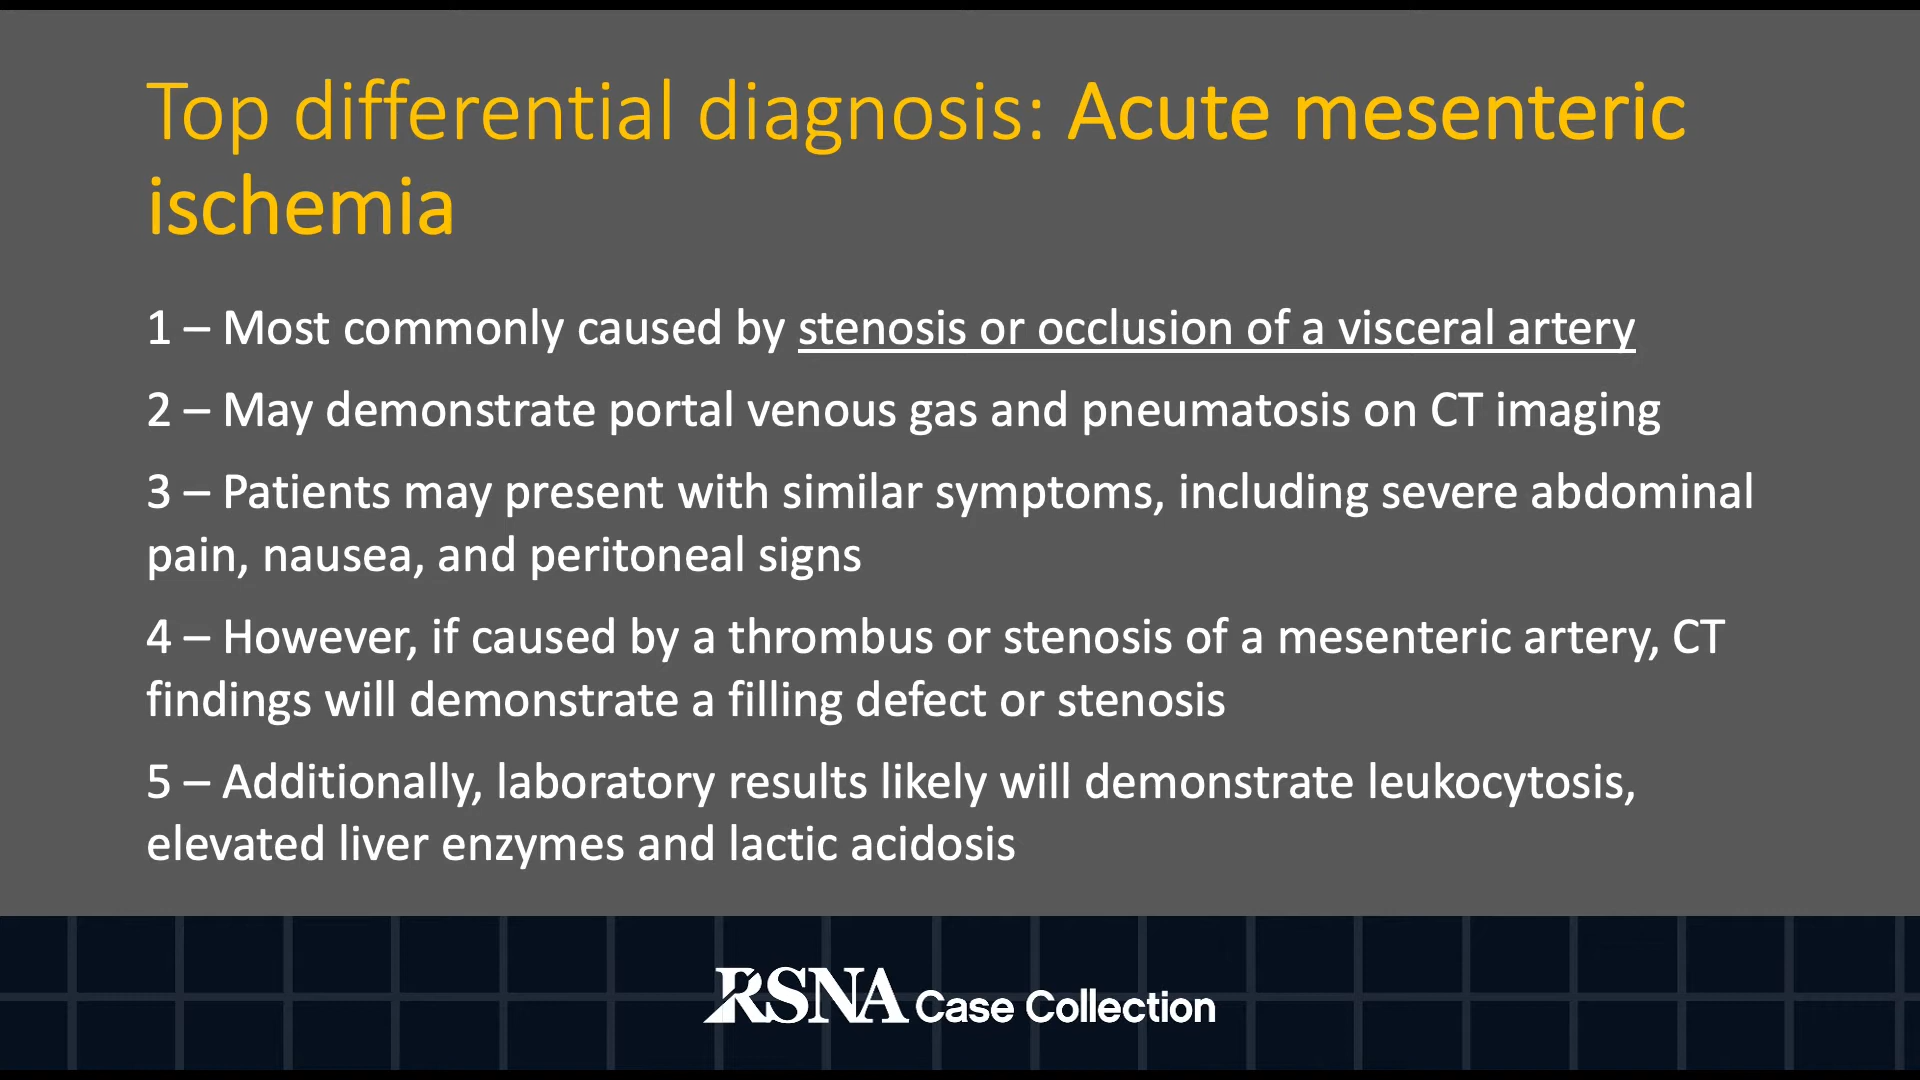 Top differential diagnosis: Acute mesenteric
ischemia
1 – Most commonly caused by stenosis or occlusion of a visceral artery
2 – May demonstrate portal venous gas and pneumatosis on CT imaging
3 – Patients may present with similar symptoms, including severe abdominal
pain, nausea, and peritoneal signs
4 – However, if caused by a thrombus or stenosis of a mesenteric artery, CT
findings will demonstrate a filling defect or stenosis
5 – Additionally, laboratory results likely will demonstrate leukocytosis,
elevated liver enzymes and lactic acidosis
RSNA Case Collection